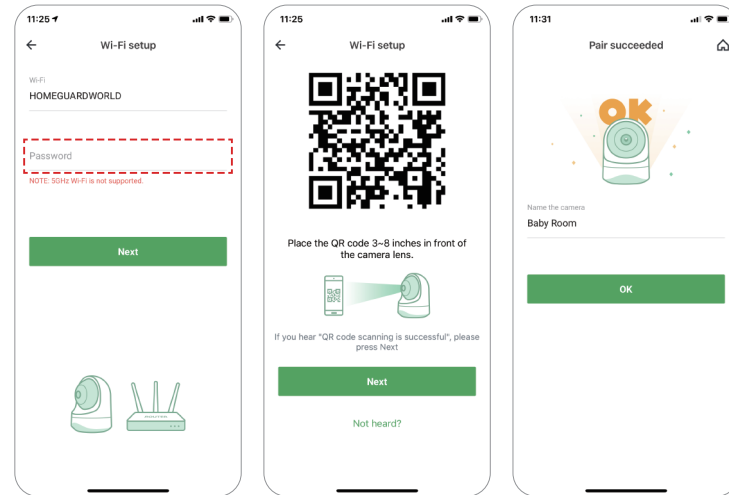 11:25
Wi-Fi setup
Wi-Fi
HOMEGUARDWORLD
Password
NOTE: 5GHz Wi-Fi is not supported.
Next
11:25
Wi-Fi setup
Place the QR code 3~8 inches in front of
the camera lens.
If you hear "QR code scanning is successful", please
press Next
Next
Not heard?
11:31
Pair succeeded
OK
Name the camera
Baby Room
OK